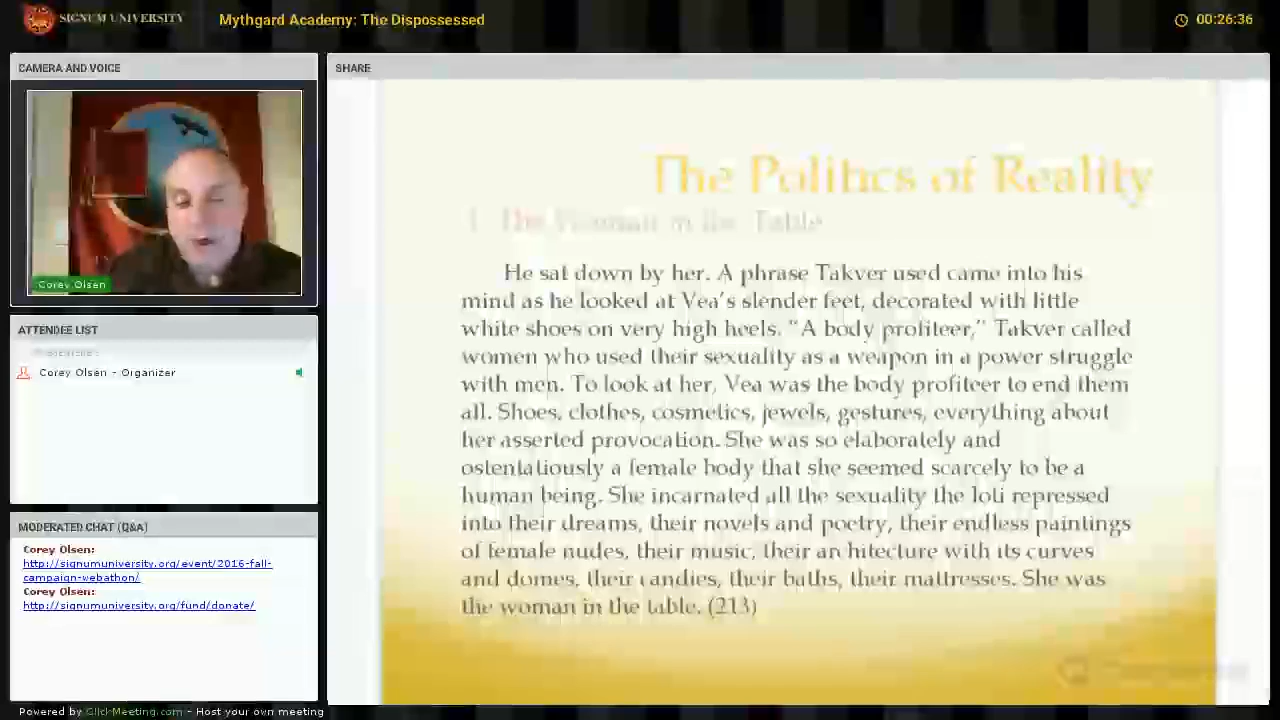 SIGNUM UNIVERSITY
Mythgard Academy: The Dispossessed
00:26:36
CAMERA AND VOICE
Corey Olsen
ATTENDEE LIST
Corey Olsen - Organizer
MODERATED CHAT (Q&A)
Corey Olsen:
http://signumuniversity.org/event/2016-fall-
campaign-webathon/
Corey Olsen:
http://signumuniversity.org/fund/donate/
Powered by ClickMeeting.com - Host your own meeting
SHARE
The Politics of Reality
1. The Woman in the Table
He sat down by her. A phrase Takver used came into his
mind as he looked at Vea's slender feet, decorated with little
white shoes on very high heels. "A body profiteer," Takver called
women who used their sexuality as a weapon in a power struggle
with men. To look at her, Vea was the body profiteer to end them
all. Shoes, clothes, cosmetics, jewels, gestures, everything about
her asserted provocation. She was so elaborately and
ostentatiously a female body that she seemed scarcely to be a
human being. She incarnated all the sexuality the Ioti repressed
into their dreams, their novels and poetry, their endless paintings
of female nudes, their music, their architecture with its curves
and domes, their candies, their baths, their mattresses. She was
the woman in the table. (213)